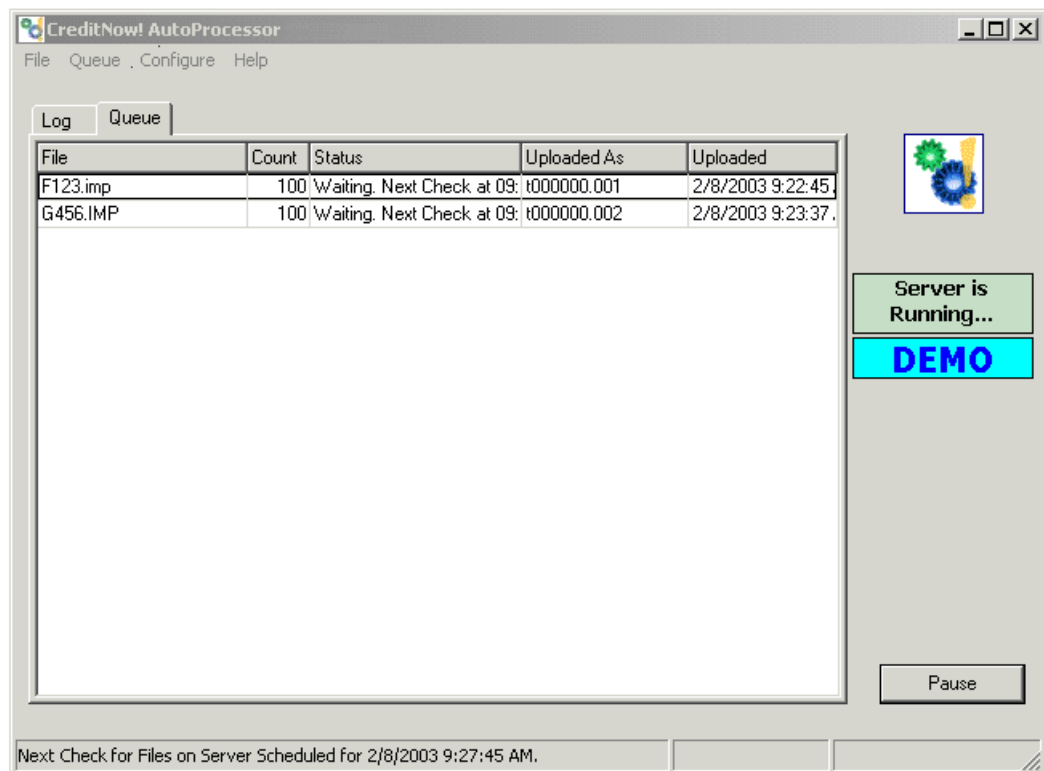 CreditNow! AutoProcessor
File Queue Configure Help
Log Queue
File Count Status Uploaded As Uploaded
F123.imp 100 Waiting. Next Check at 09: t000000.001 2/8/2003 9:22:45
G456.IMP 100 Waiting. Next Check at 09: t000000.002 2/8/2003 9:23:37
Server is
Running...
DEMO
Pause
Next Check for Files on Server Scheduled for 2/8/2003 9:27:45 AM.